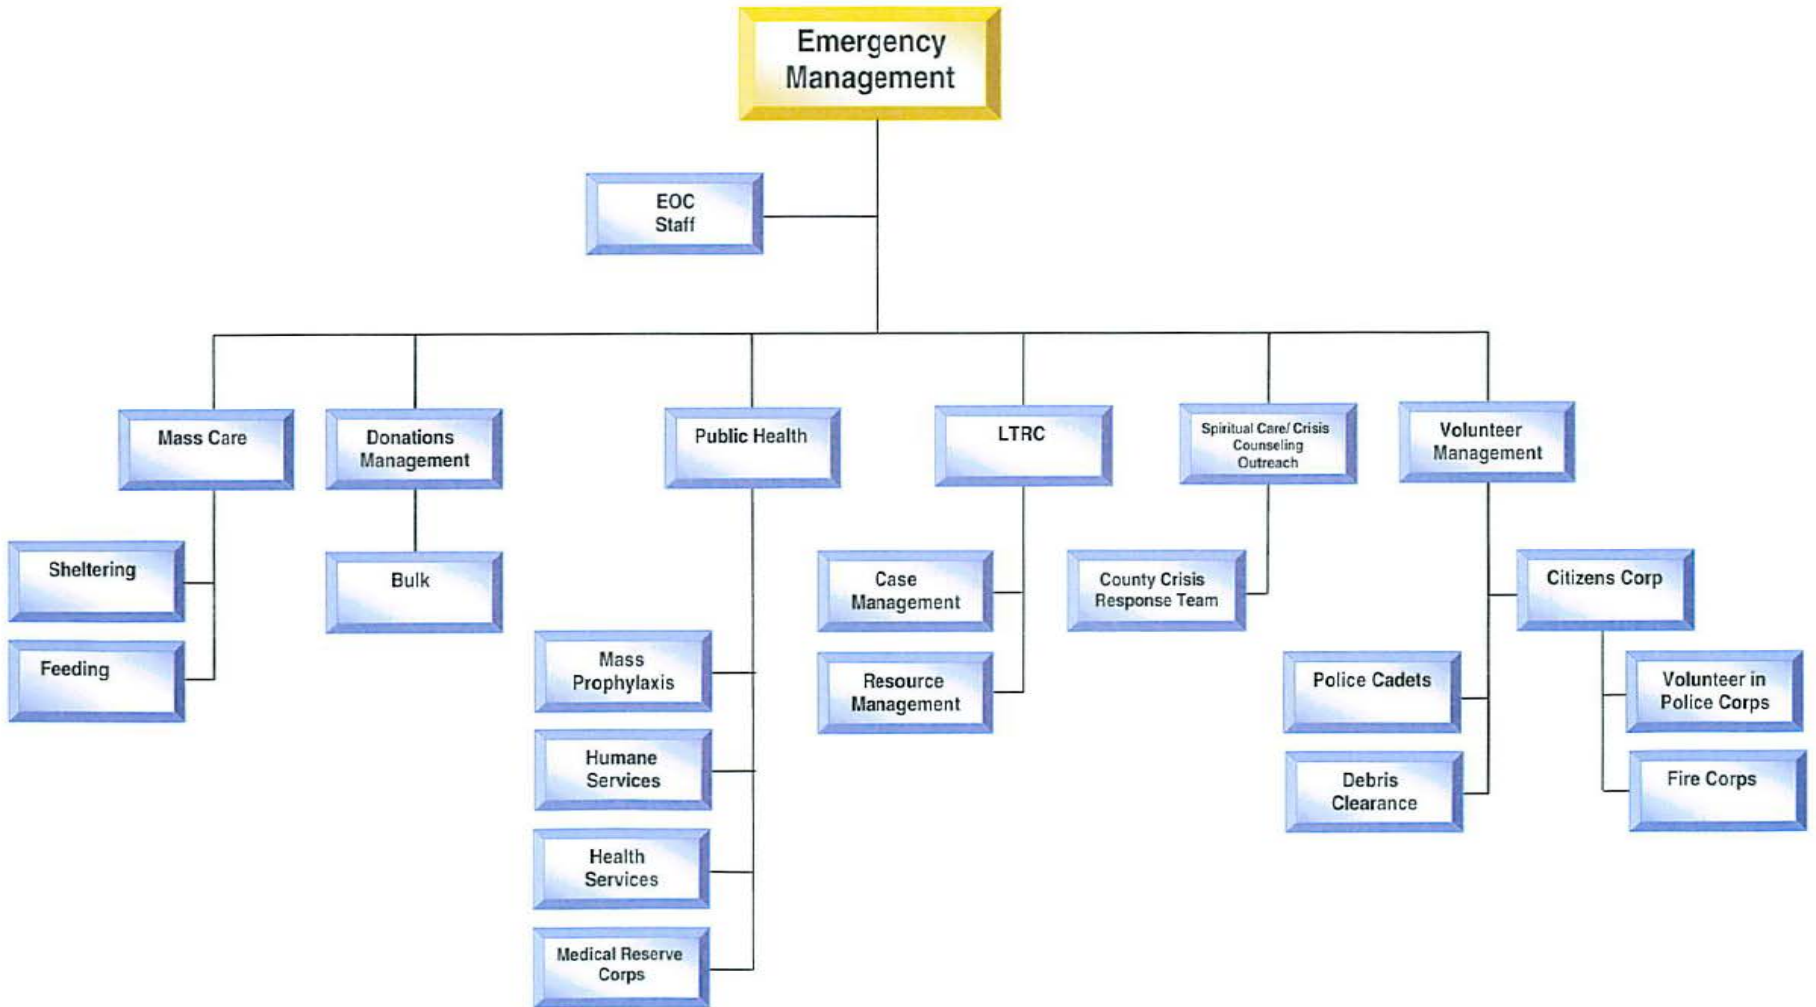 Emergency
Management
EOC
Staff
Mass Care
Donations
Management
Public Health
LTRC
Spiritual Care/ Crisis
Counseling
Outreach
Volunteer
Management
Sheltering
Feeding
Bulk
Mass
Prophylaxis
Humane
Services
Health
Services
Medical Reserve
Corps
Case
Management
Resource
Management
County Crisis
Response Team
Citizens Corp
Police Cadets
Debris
Clearance
Volunteer in
Police Corps
Fire Corps